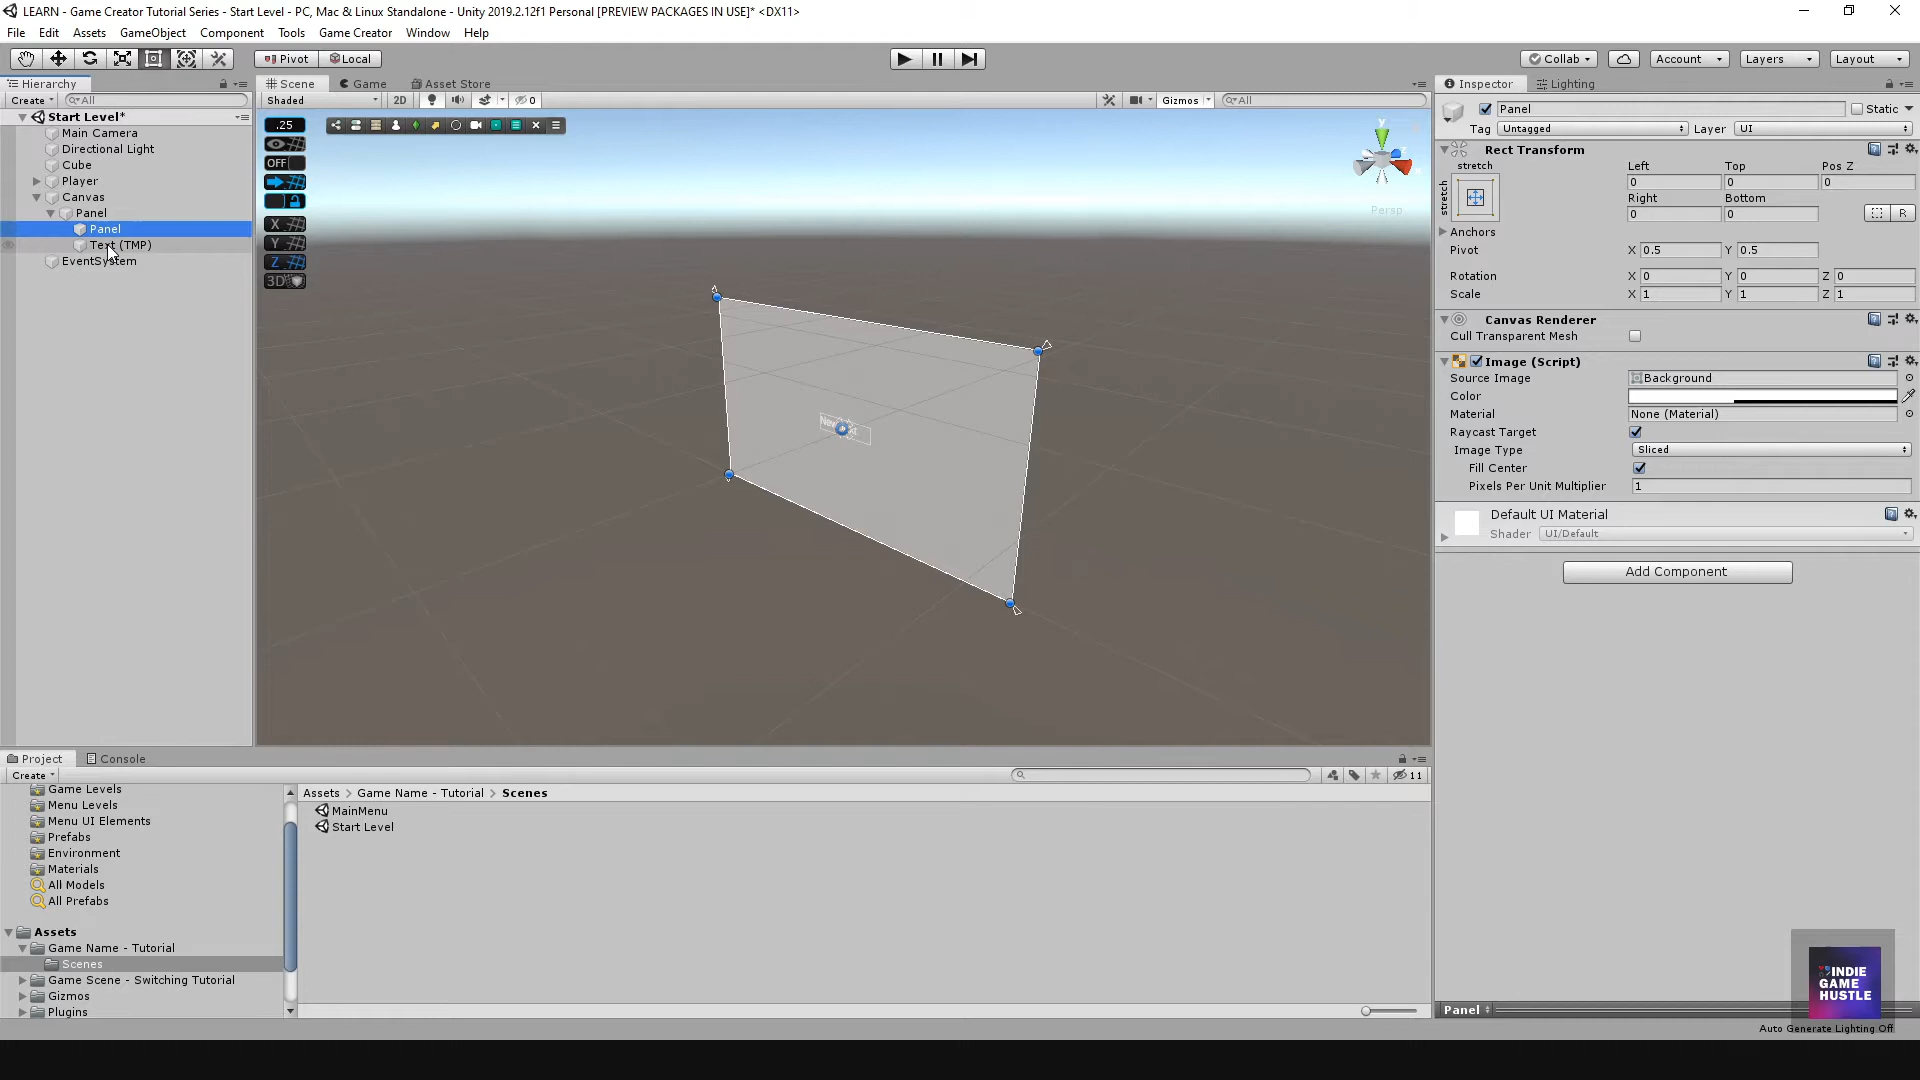 LEARN - Game Creator Tutorial Series - Start Level - PC, Mac & Linux Standalone - Unity 2019.2.12f1 Personal [PREVIEW PACKAGES IN USE]* <DX11>
File Edit Assets GameObject Component Tools Game Creator Window Help
Pivot Local Collab Account Layers Layout
Hierarchy
Create All
Start Level*
Main Camera
Directional Light
Cube
Player
Canvas
Panel
Panel
Text (TMP)
EventSystem
Scene Game Asset Store
Shaded 2D 0 Gizmos All
.25
OFF
X
Y
Z
3D
y
Persp
Inspector Lighting
Panel Static
Tag Untagged Layer UI
Rect Transform
stretch Left Top Pos Z
stretch 0 0 0
Right Bottom
0 0 R
Anchors
Pivot X 0.5 Y 0.5
Rotation X 0 Y 0 Z 0
Scale X 1 Y 1 Z 1
Canvas Renderer
Cull Transparent Mesh
Image (Script)
Source Image Background
Color
Material None (Material)
Raycast Target
Image Type Sliced
Fill Center
Pixels Per Unit Multiplier 1
Default UI Material
Shader UI/Default
Add Component
Project Console
Create 11
Game Levels
Menu Levels
Menu UI Elements
Prefabs
Environment
Materials
All Models
All Prefabs
Assets
Game Name - Tutorial
Scenes
Game Scene - Switching Tutorial
Gizmos
Plugins
Assets > Game Name - Tutorial > Scenes
MainMenu
Start Level
INDIE
GAME
HUSTLE
Panel
Auto Generate Lighting Off